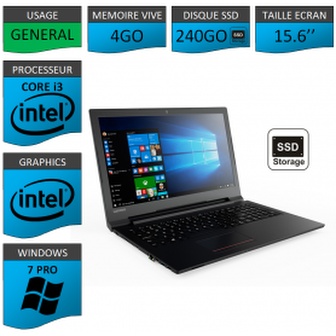 USAGE
GENERAL
MEMOIRE VIVE
4GO
DISQUE SSD
240GO SSD
TAILLE ECRAN
15.6’’
PROCESSEUR
CORE i3
intel
GRAPHICS
intel
SSD
Storage
WINDOWS
7 PRO